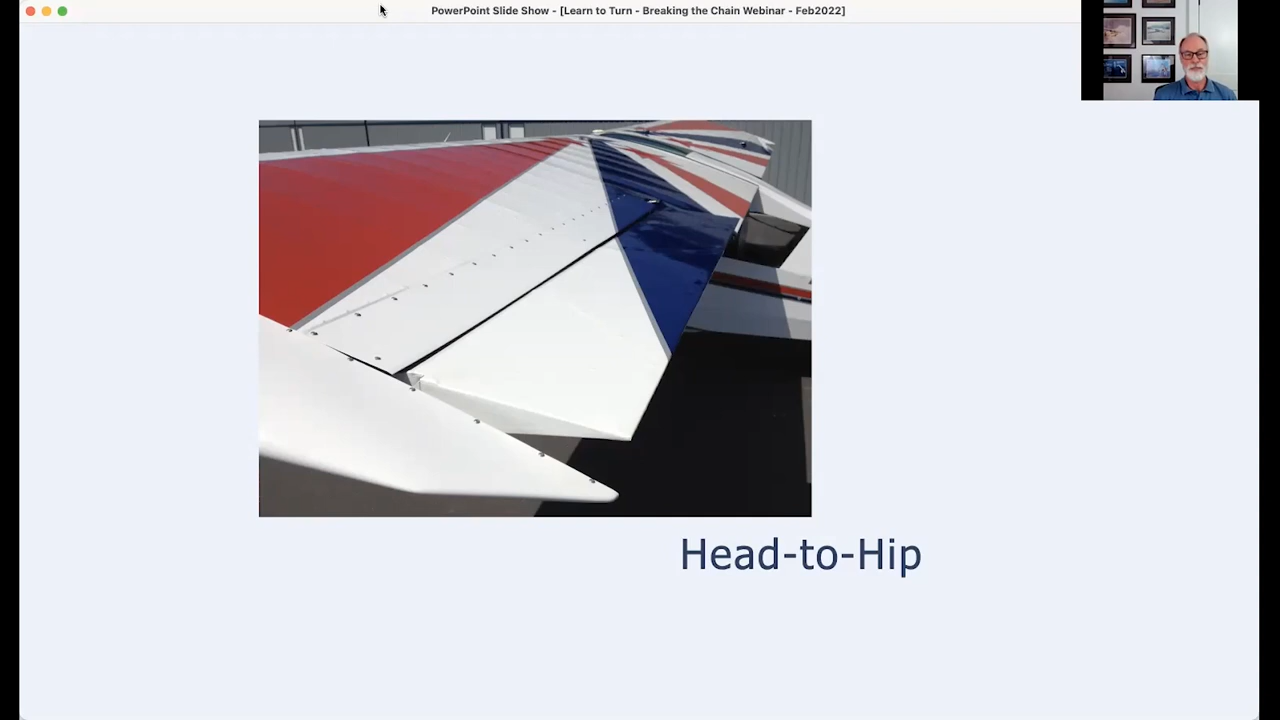 PowerPoint Slide Show - [Learn to Turn - Breaking the Chain Webinar - Feb2022]
Head-to-Hip